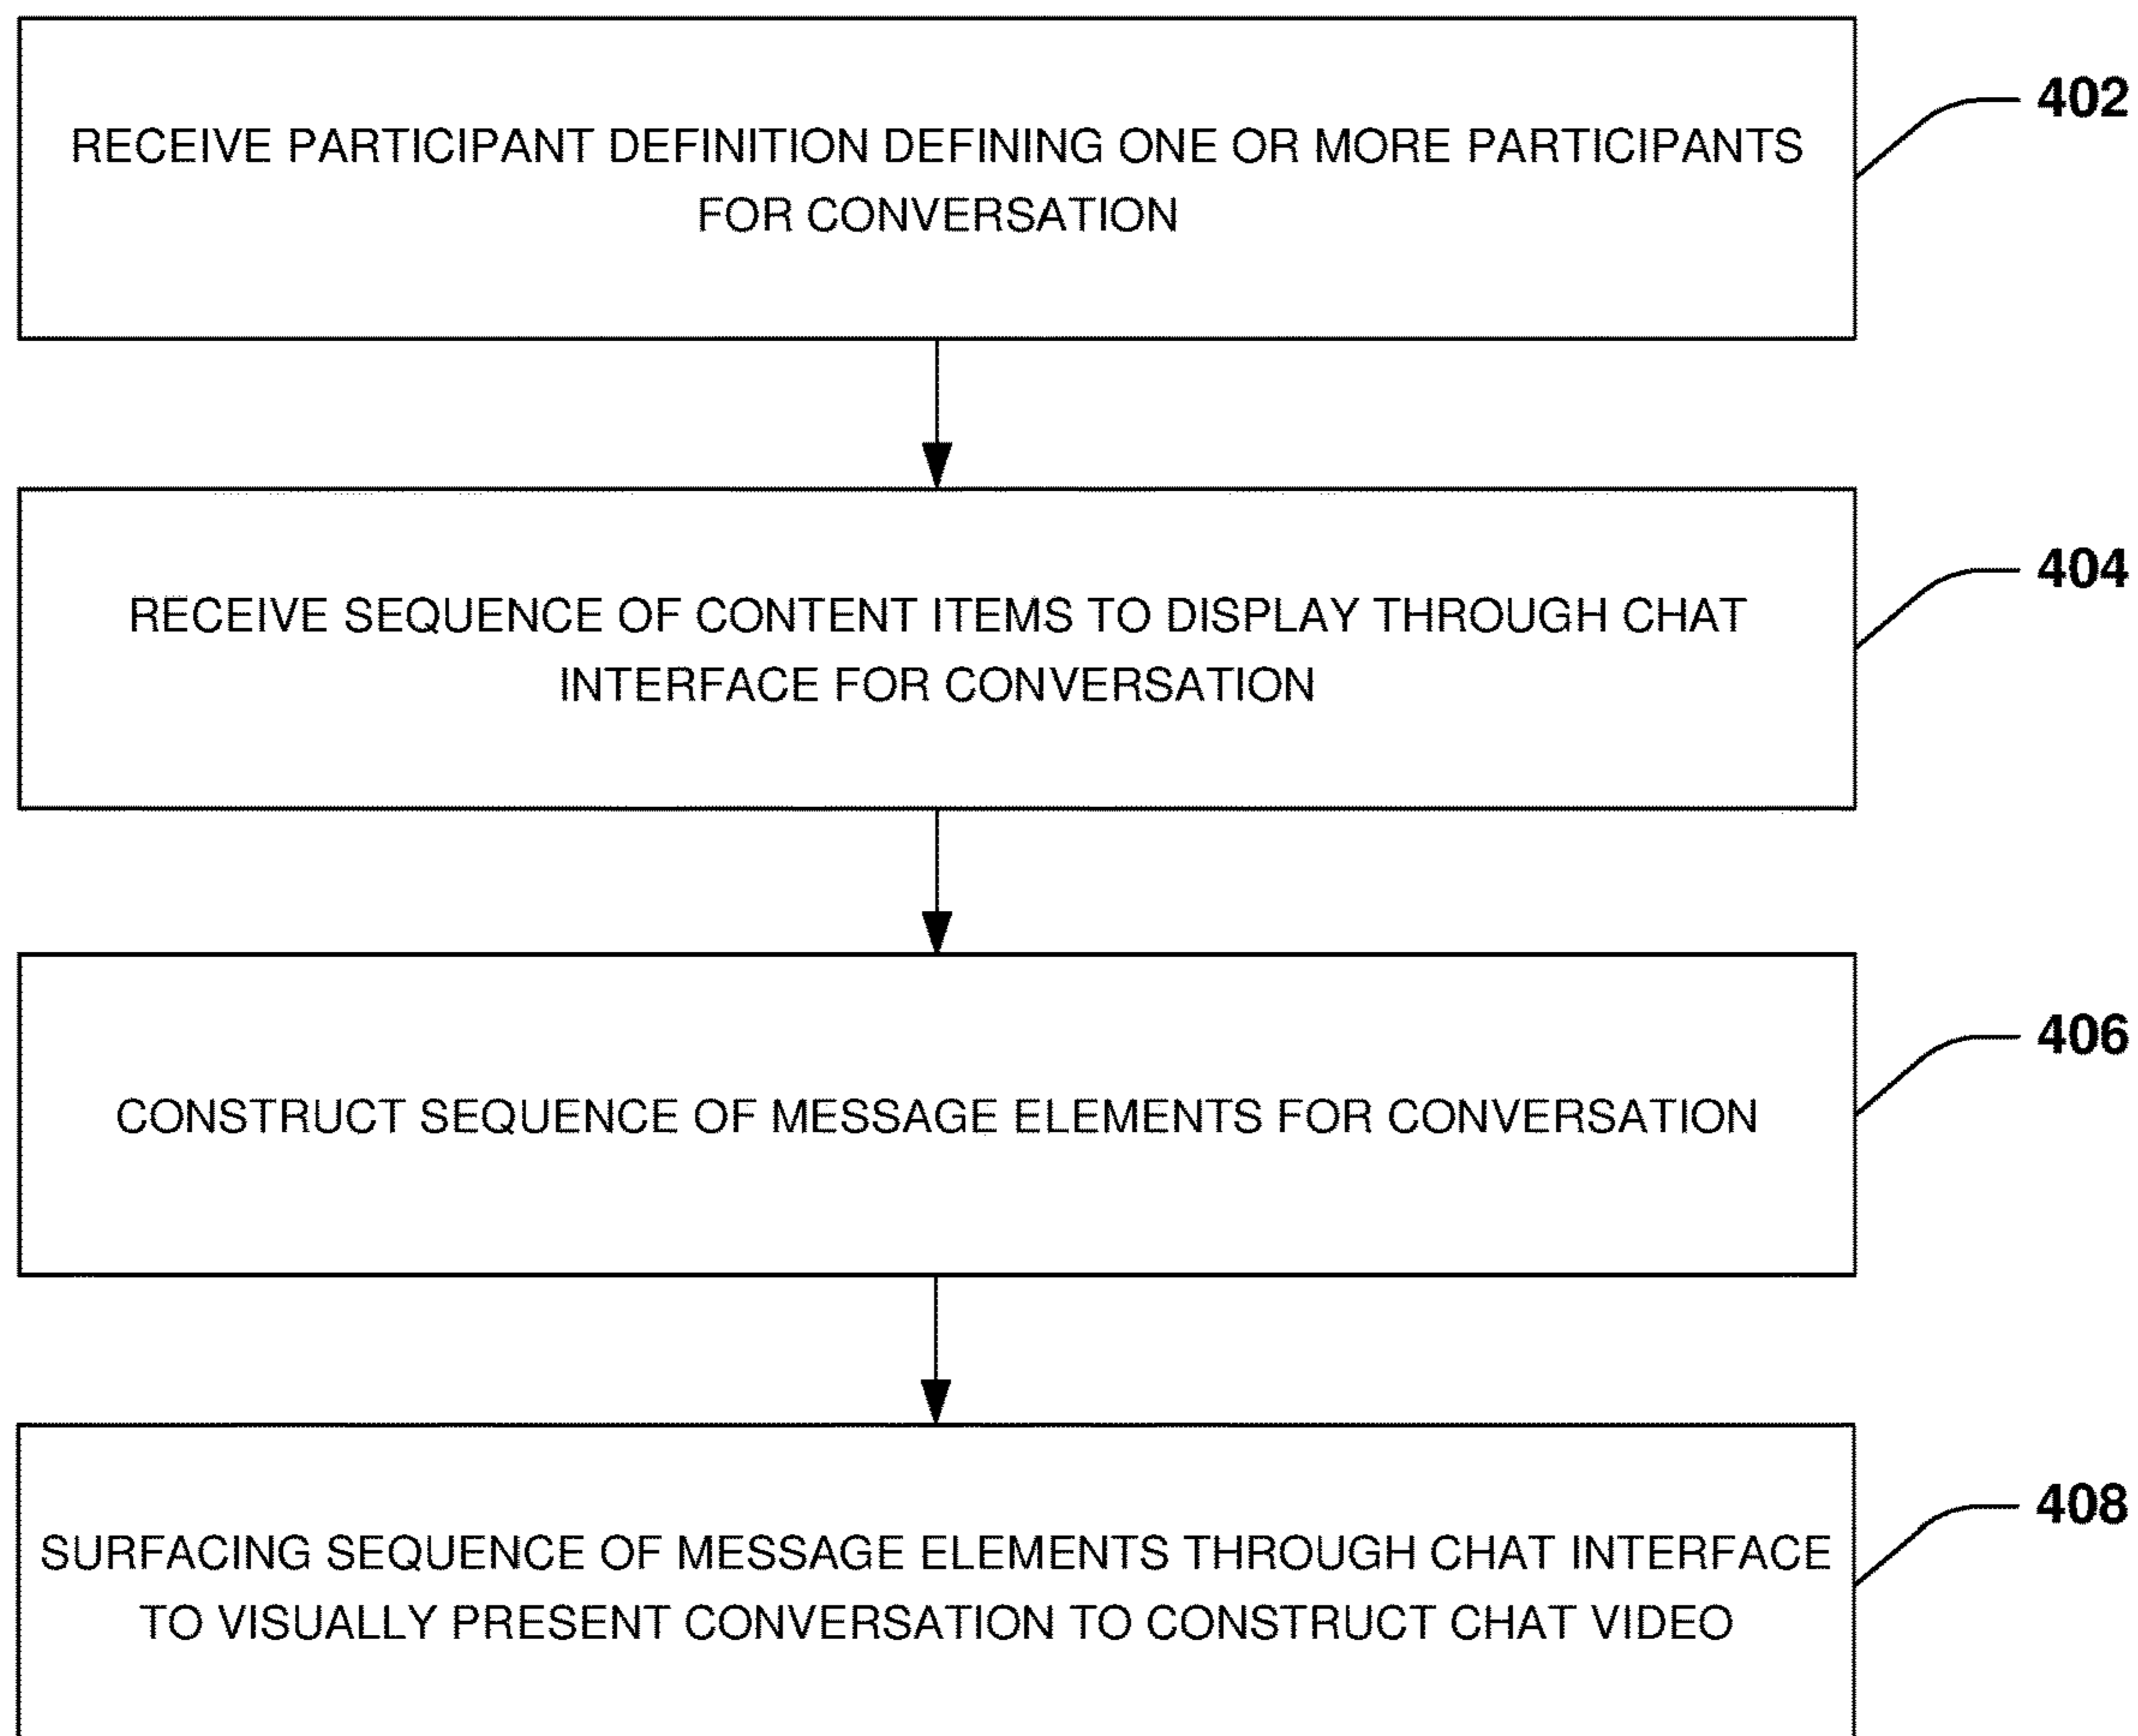 RECEIVE PARTICIPANT DEFINITION DEFINING ONE OR MORE PARTICIPANTS
FOR CONVERSATION
402
RECEIVE SEQUENCE OF CONTENT ITEMS TO DISPLAY THROUGH CHAT
INTERFACE FOR CONVERSATION
404
CONSTRUCT SEQUENCE OF MESSAGE ELEMENTS FOR CONVERSATION
406
SURFACING SEQUENCE OF MESSAGE ELEMENTS THROUGH CHAT INTERFACE
TO VISUALLY PRESENT CONVERSATION TO CONSTRUCT CHAT VIDEO
408